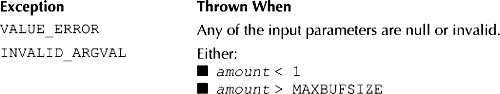 Exception Thrown When
VALUE_ERROR Any of the input parameters are null or invalid.
INVALID_ARGVAL Either:
■ amount < 1
■ amount > MAXBUFSIZE